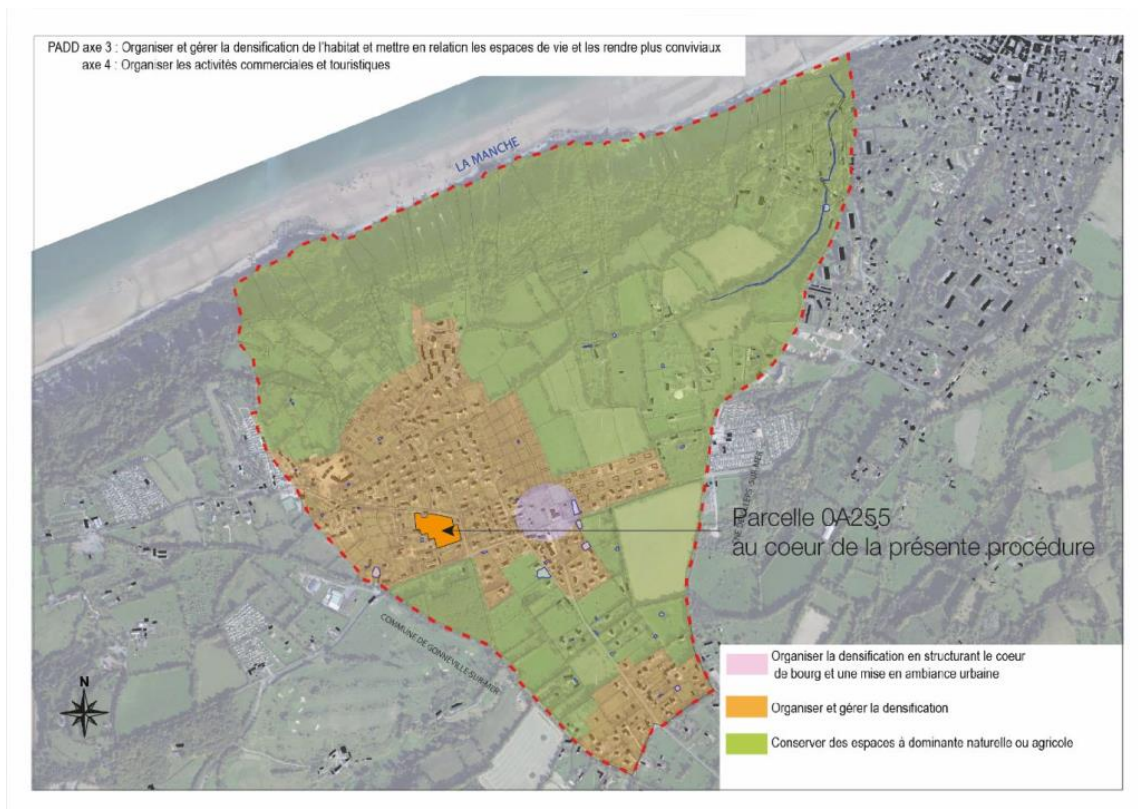 PADD axe 3 : Organiser et gérer la densification de l'habitat et mettre en relation les espaces de vie et les rendre plus conviviaux
axe 4 : Organiser les activités commerciales et touristiques
LA MANCHE
VILLERS-SUR-MER
Parcelle 0A255
au coeur de la présente procédure
COMMUNE DE GONNEVILLE-SUR-MER
N
Organiser la densification en structurant le coeur
de bourg et une mise en ambiance urbaine
Organiser et gérer la densification
Conserver des espaces à dominante naturelle ou agricole